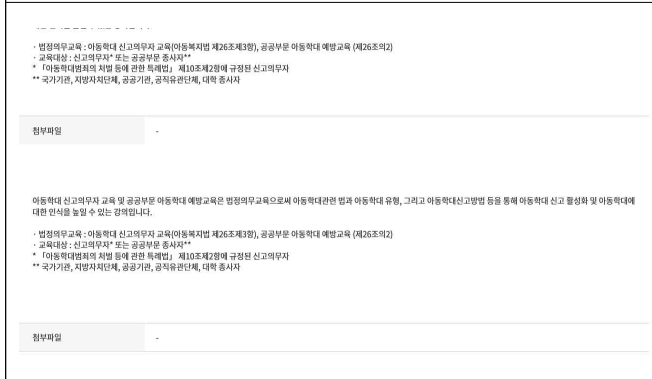 · 법정의무교육 : 아동학대 신고의무자 교육(아동복지법 제26조제3항), 공공부문 아동학대 예방교육 (제26조의2)
· 교육대상 : 신고의무자* 또는 공공부문 종사자**
* 「아동학대범죄의 처벌 등에 관한 특례법」 제10조제2항에 규정된 신고의무자
** 국가기관, 지방자치단체, 공공기관, 공직유관단체, 대학 종사자
첨부파일 -
아동학대 신고의무자 교육 및 공공부문 아동학대 예방교육은 법정의무교육으로써 아동학대관련 법과 아동학대 유형, 그리고 아동학대신고방법 등을 통해 아동학대 신고 활성화 및 아동학대에
대한 인식을 높일 수 있는 강의입니다.
· 법정의무교육 : 아동학대 신고의무자 교육(아동복지법 제26조제3항), 공공부문 아동학대 예방교육 (제26조의2)
· 교육대상 : 신고의무자* 또는 공공부문 종사자**
* 「아동학대범죄의 처벌 등에 관한 특례법」 제10조제2항에 규정된 신고의무자
** 국가기관, 지방자치단체, 공공기관, 공직유관단체, 대학 종사자
첨부파일 -